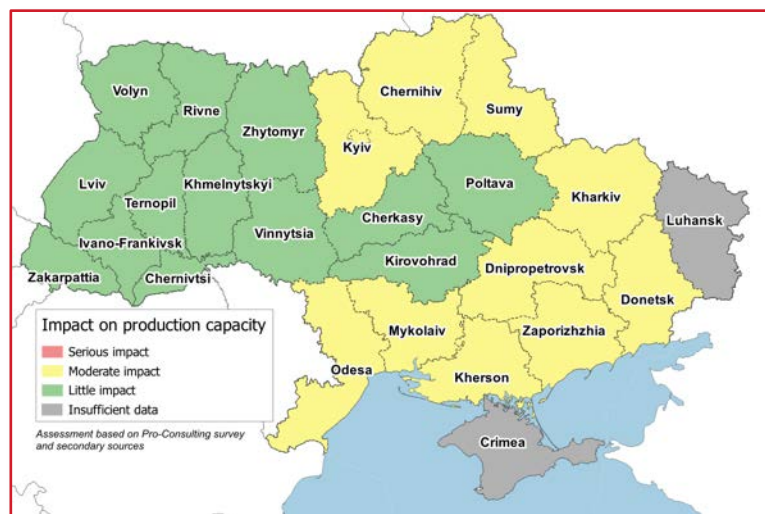 Volyn
Rivne
Zhytomyr
Chernihiv
Sumy
Kyiv
Lviv
Ternopil
Khmelnytskyi
Poltava
Kharkiv
Luhansk
Cherkasy
Ivano-Frankivsk
Vinnytsia
Kirovohrad
Zakarpattia
Chernivtsi
Dnipropetrovsk
Donetsk
Zaporizhzhia
Mykolaiv
Odesa
Kherson
Crimea
Impact on production capacity
Serious impact
Moderate impact
Little impact
Insufficient data
Assessment based on Pro-Consulting survey
and secondary sources